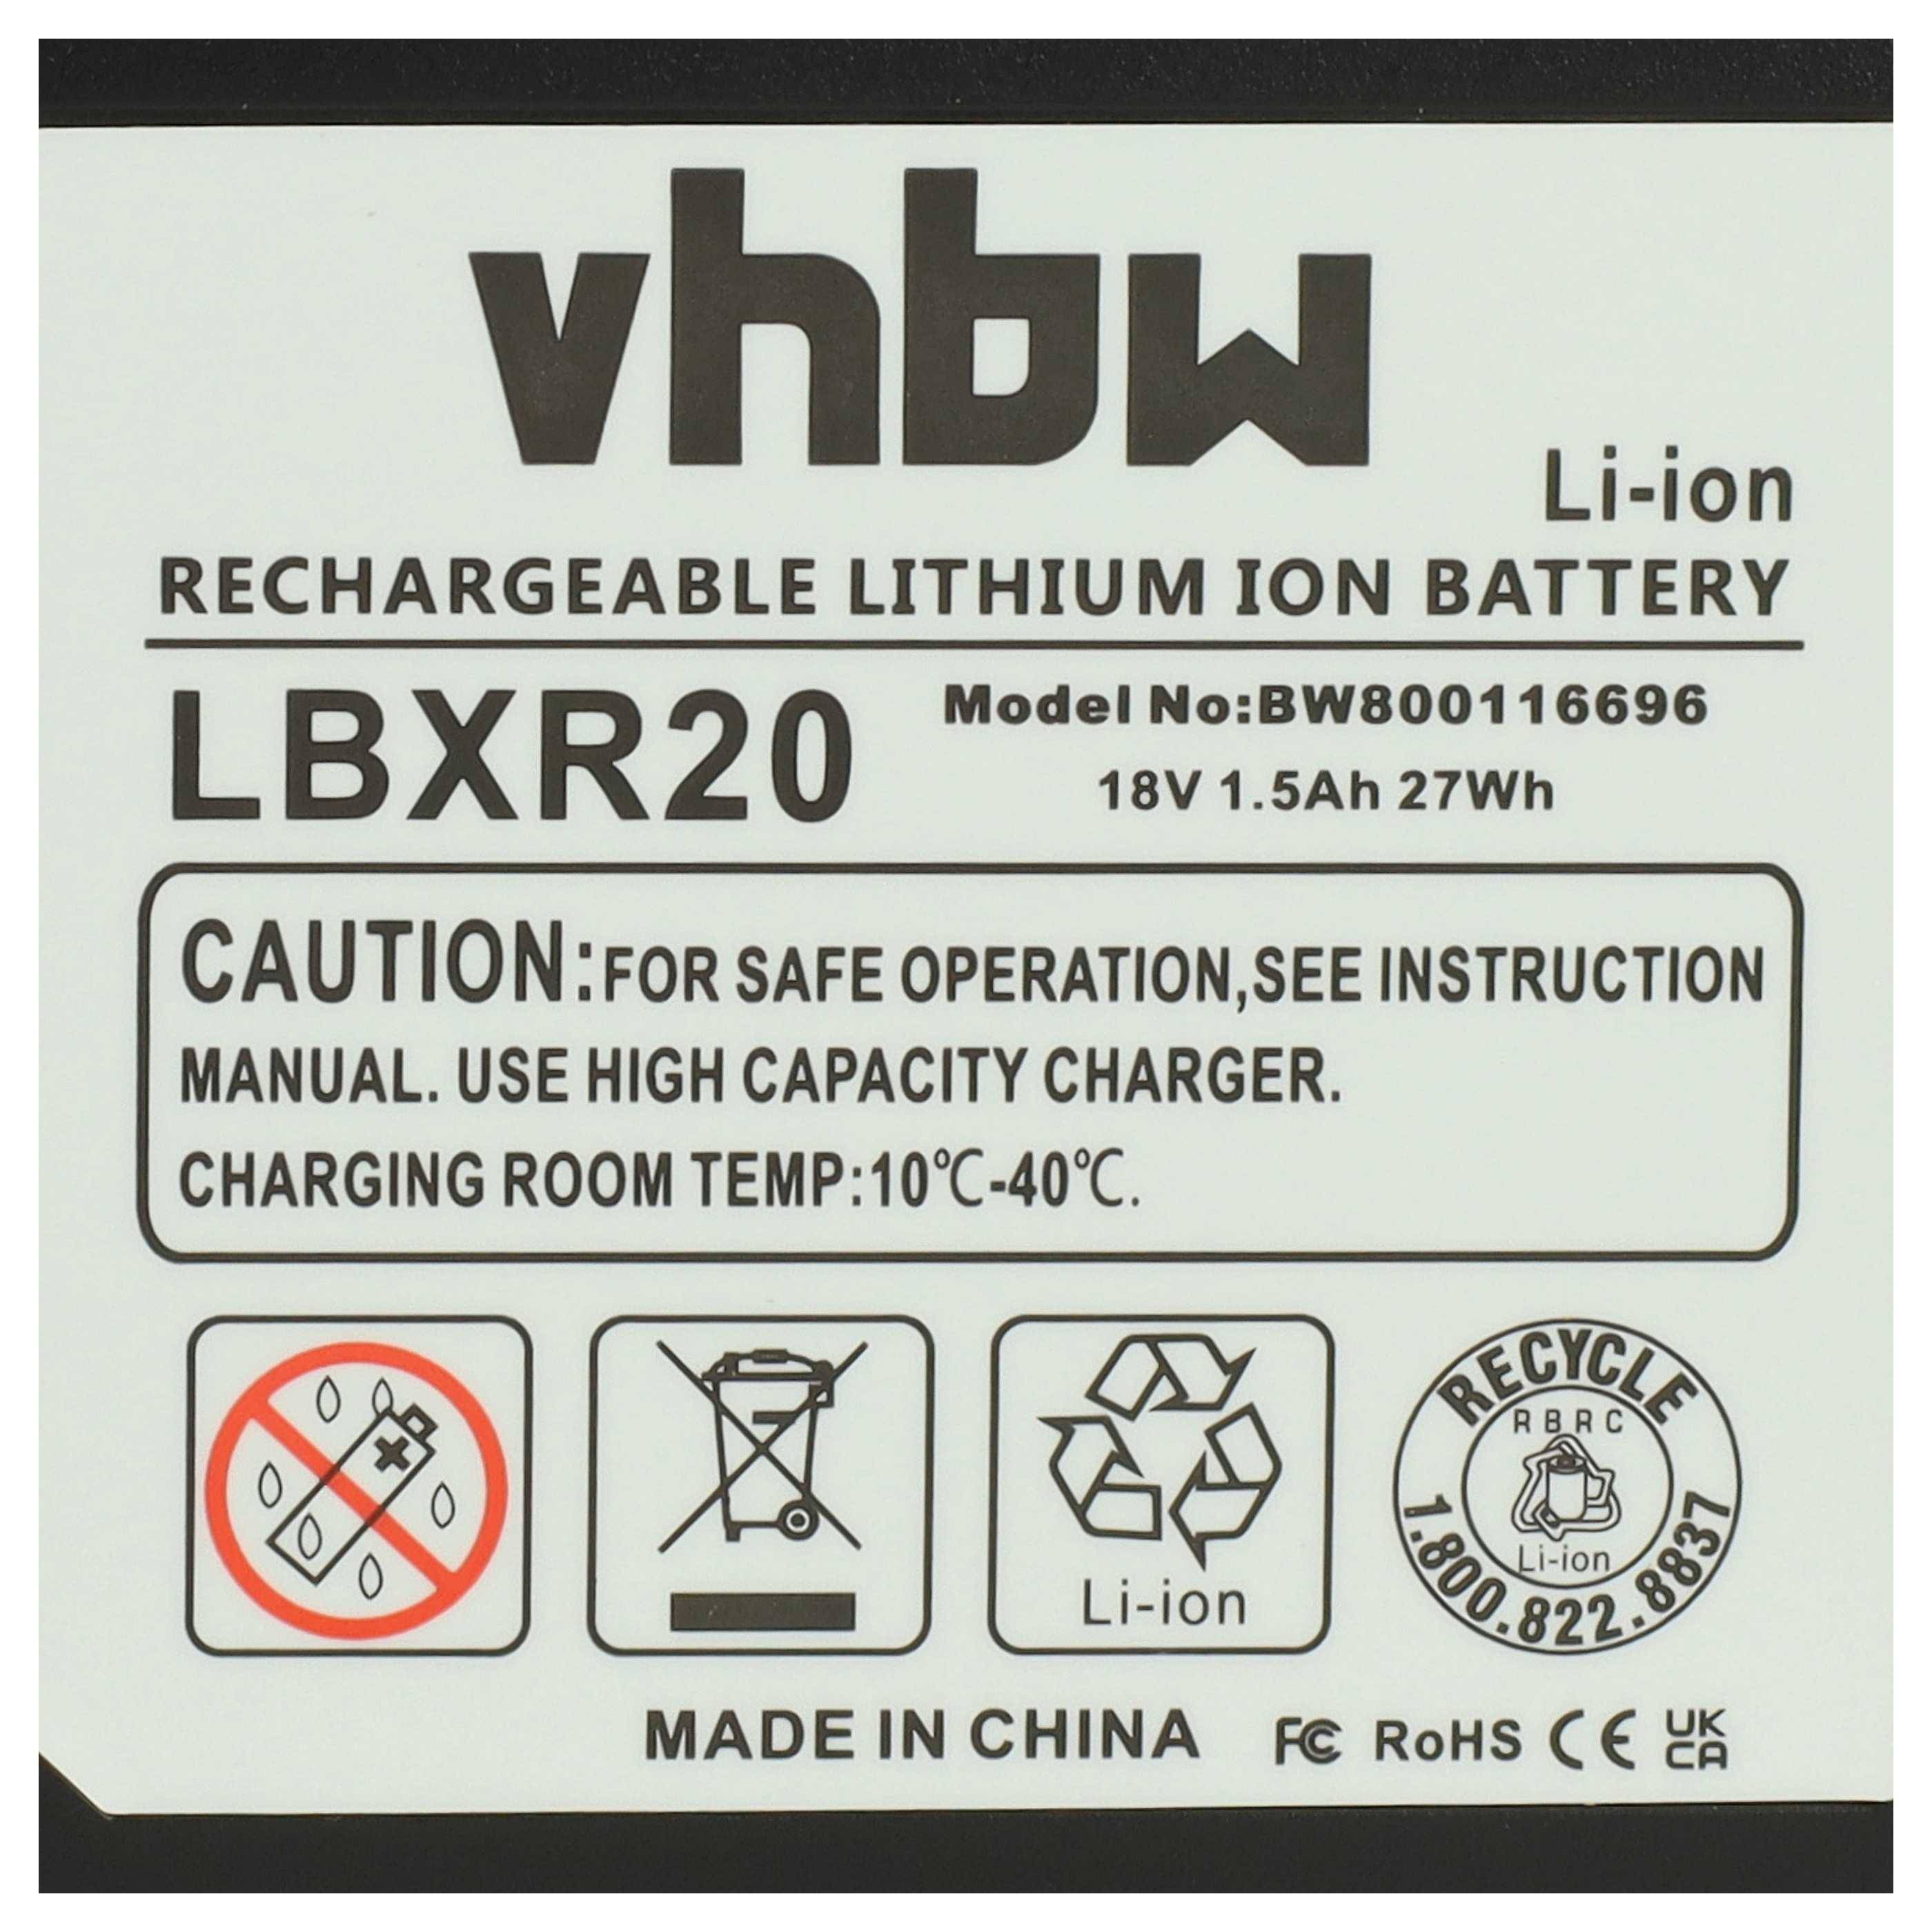 vhbw
Li-ion
RECHARGEABLE LITHIUM ION BATTERY
LBXR20
Model No:BW800116696
18V 1.5Ah 27Wh
CAUTION:FOR SAFE OPERATION,SEE INSTRUCTION
MANUAL. USE HIGH CAPACITY CHARGER.
CHARGING ROOM TEMP:10℃-40℃.
Li-ion
RECYCLE
RBRC
Li-ion
1.800.822.8837
MADE IN CHINA FC RoHS CE UK
CA